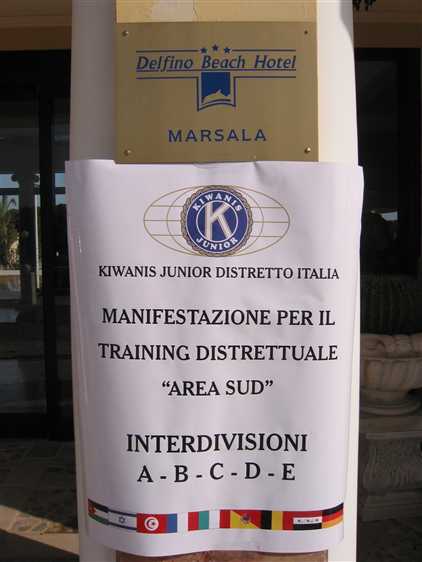 Delfino Beach Hotel
MARSALA
KIWANIS
K
JUNIOR
KIWANIS JUNIOR DISTRETTO ITALIA
MANIFESTAZIONE PER IL
TRAINING DISTRETTUALE
"AREA SUD"
INTERDIVISIONI
A - B - C - D - E